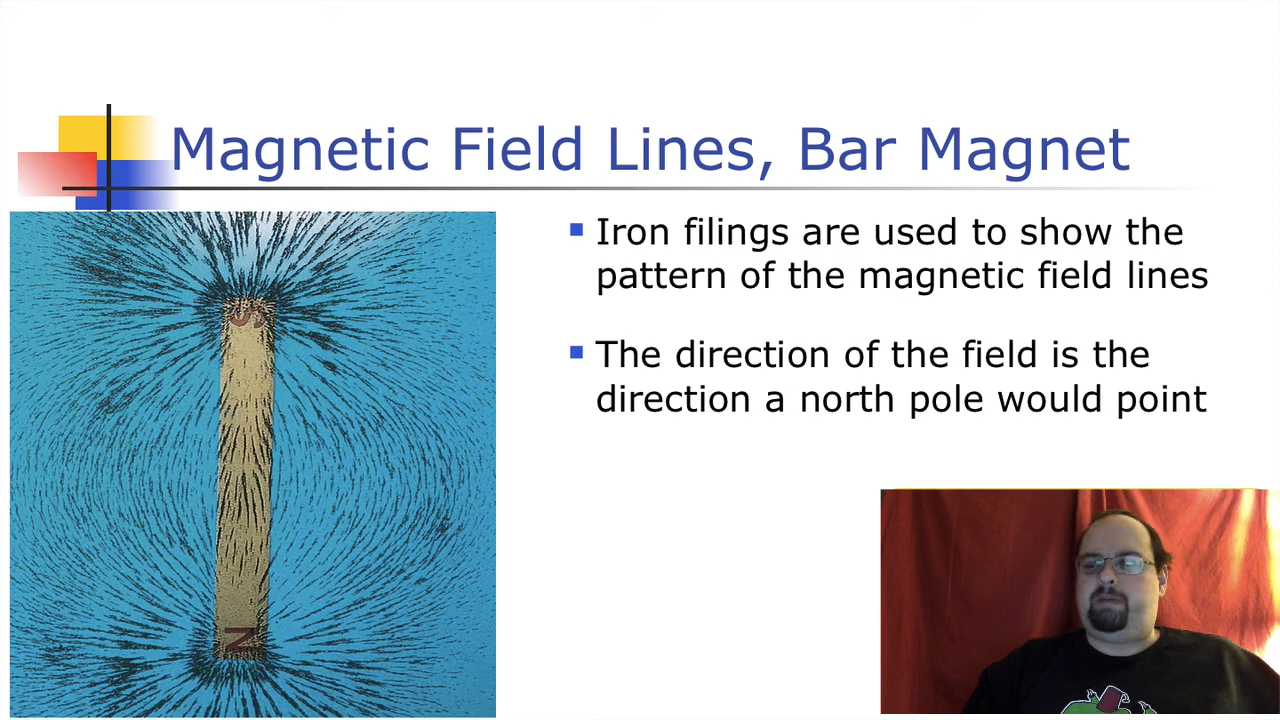 Magnetic Field Lines, Bar Magnet
Iron filings are used to show the
pattern of the magnetic field lines
The direction of the field is the
direction a north pole would point
S
N